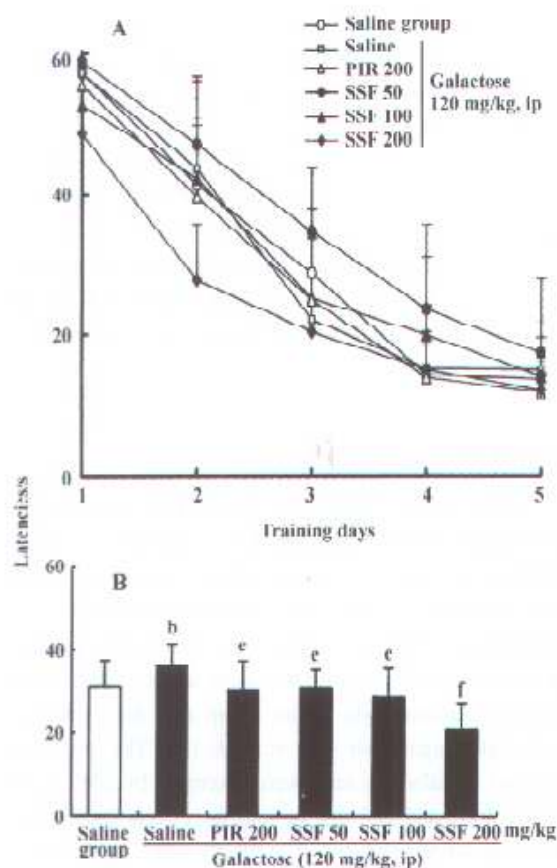 A
Saline group
Saline
PIR 200
SSF 50
SSF 100
SSF 200
Galactose
120 mg/kg, ip
60
40
20
0
1 2 3 4 5
Training days
Latencies/s
B
60
40
20
0
b e e e f
Saline group Saline PIR 200 SSF 50 SSF 100 SSF 200 mg/kg
Galactose (120 mg/kg, ip)